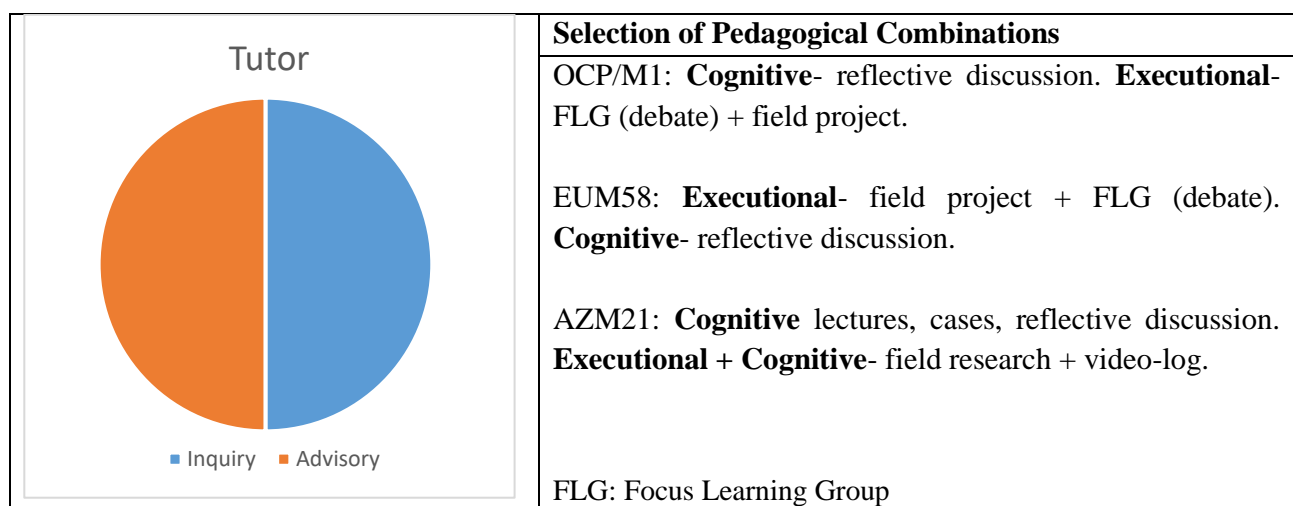 Tutor
Inquiry Advisory
Selection of Pedagogical Combinations
OCP/M1: Cognitive- reflective discussion. Executional-
FLG (debate) + field project.
EUM58: Executional- field project + FLG (debate).
Cognitive- reflective discussion.
AZM21: Cognitive lectures, cases, reflective discussion.
Executional + Cognitive- field research + video-log.
FLG: Focus Learning Group